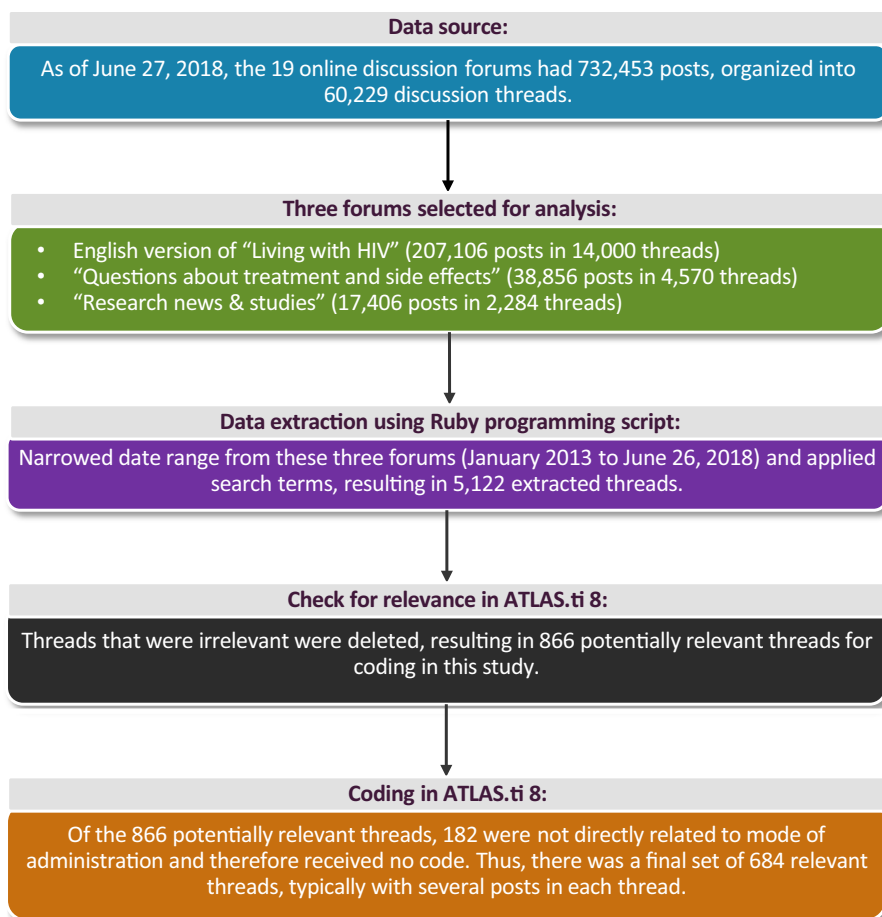 Data source:
As of June 27, 2018, the 19 online discussion forums had 732,453 posts, organized into
60,229 discussion threads.
Three forums selected for analysis:
• English version of “Living with HIV” (207,106 posts in 14,000 threads)
• “Questions about treatment and side effects” (38,856 posts in 4,570 threads)
• “Research news & studies” (17,406 posts in 2,284 threads)
Data extraction using Ruby programming script:
Narrowed date range from these three forums (January 2013 to June 26, 2018) and applied
search terms, resulting in 5,122 extracted threads.
Check for relevance in ATLAS.ti 8:
Threads that were irrelevant were deleted, resulting in 866 potentially relevant threads for
coding in this study.
Coding in ATLAS.ti 8:
Of the 866 potentially relevant threads, 182 were not directly related to mode of
administration and therefore received no code. Thus, there was a final set of 684 relevant
threads, typically with several posts in each thread.